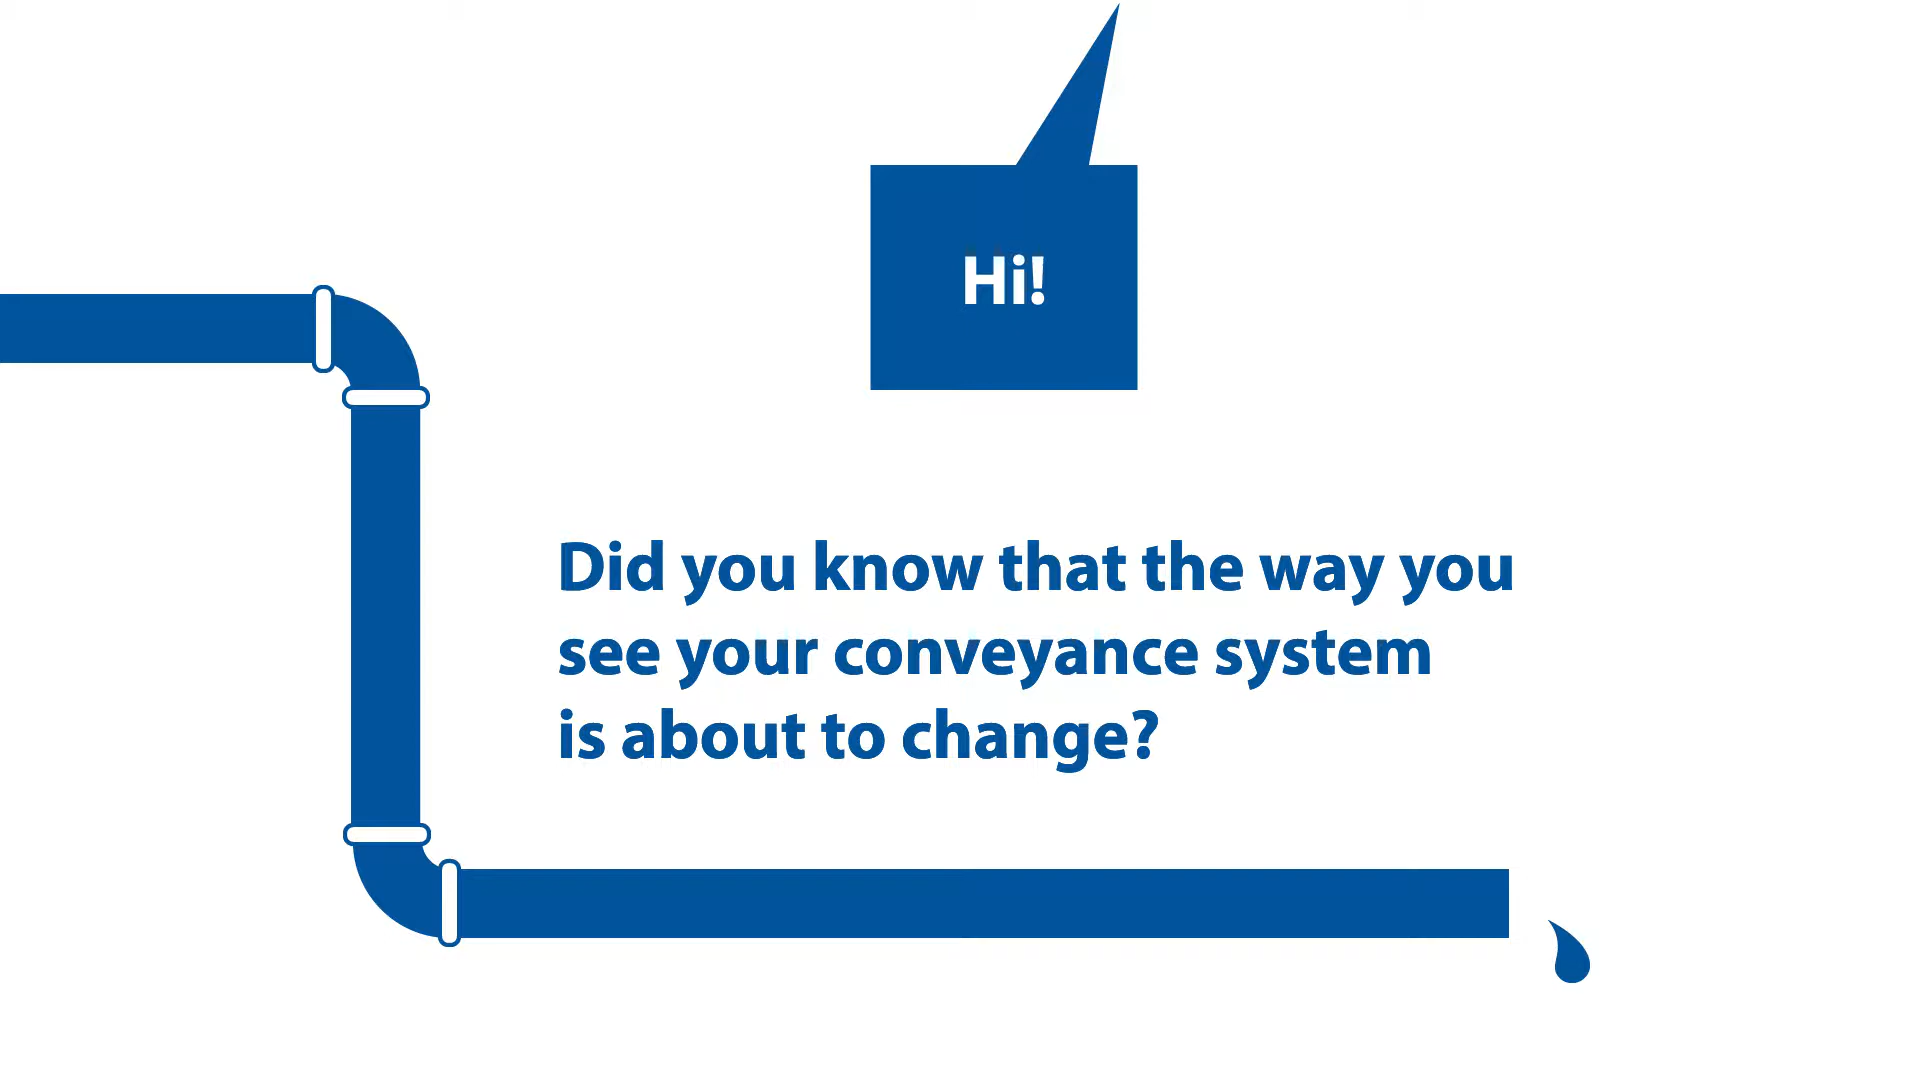 Hi!
Did you know that the way you
see your conveyance system
is about to change?